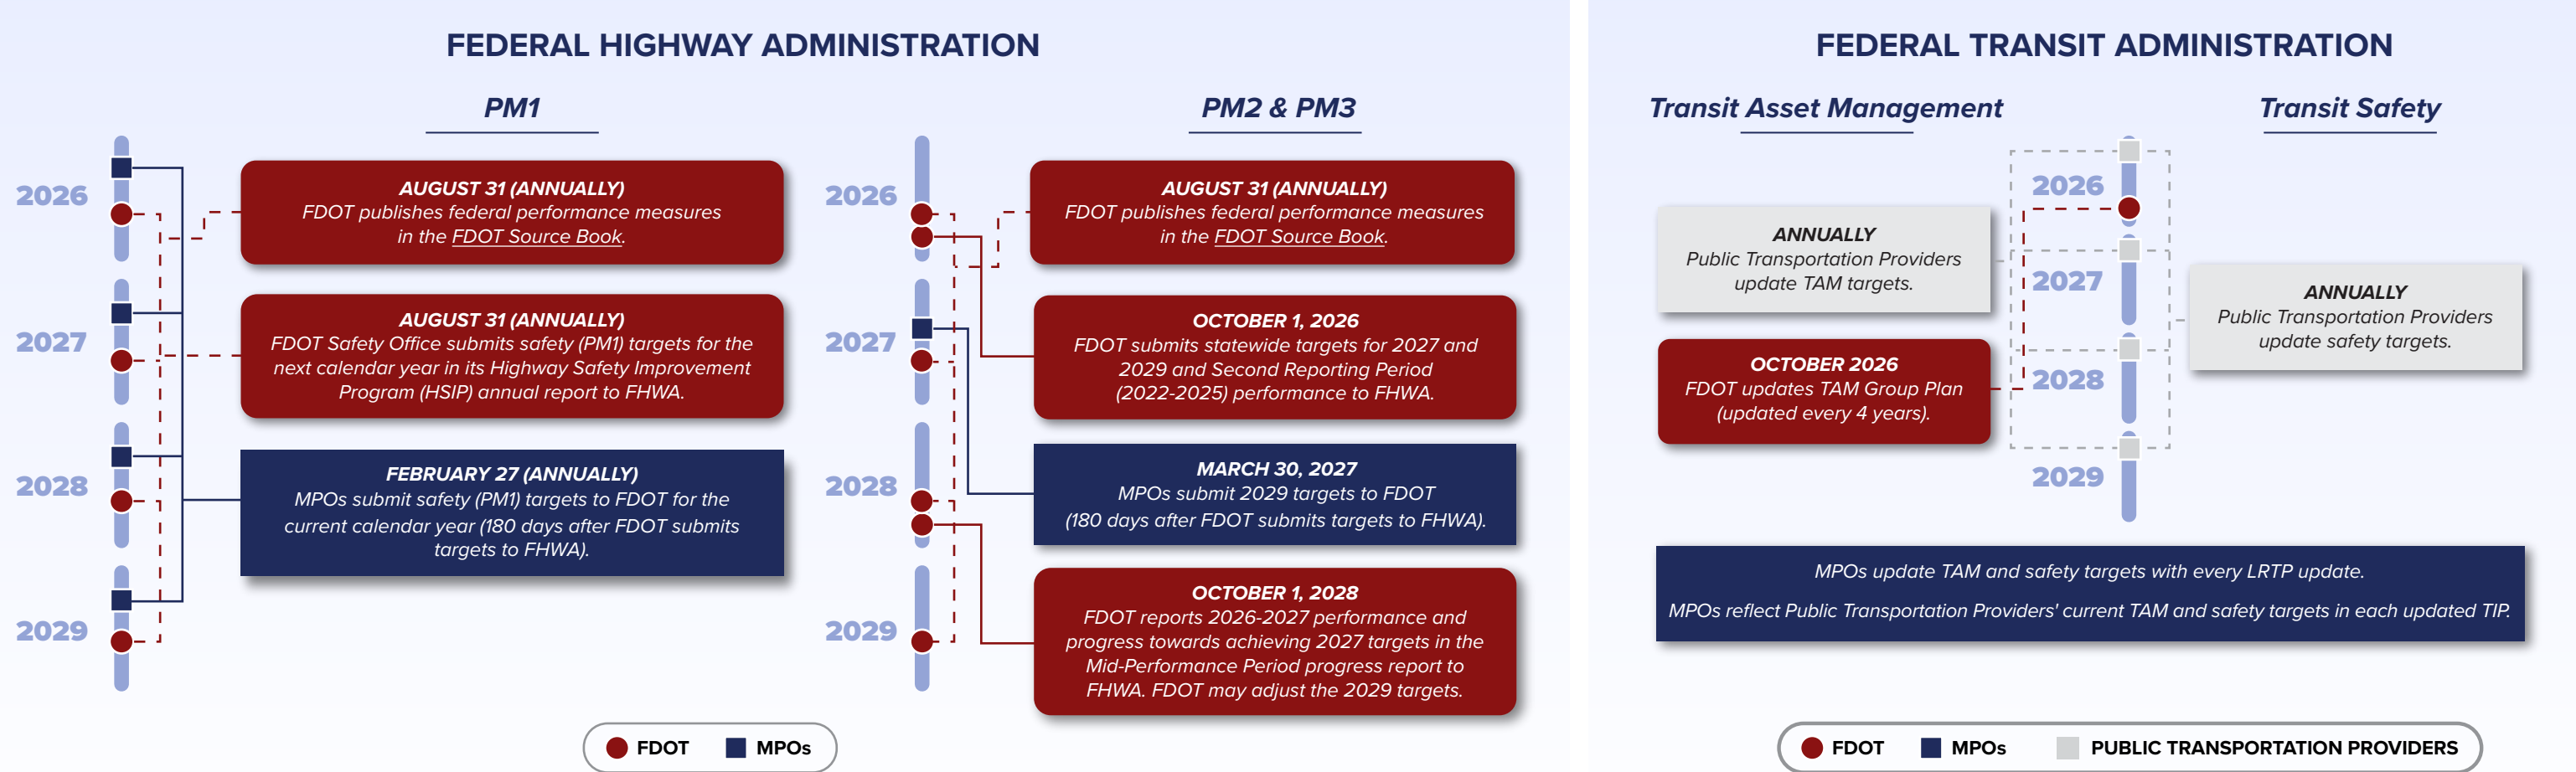 FEDERAL HIGHWAY ADMINISTRATION
PM1
2026
2027
2028
2029
AUGUST 31 (ANNUALLY)
FDOT publishes federal performance measures
in the FDOT Source Book.
AUGUST 31 (ANNUALLY)
FDOT Safety Office submits safety (PM1) targets for the
next calendar year in its Highway Safety Improvement
Program (HSIP) annual report to FHWA.
FEBRUARY 27 (ANNUALLY)
MPOs submit safety (PM1) targets to FDOT for the
current calendar year (180 days after FDOT submits
targets to FHWA).
PM2 & PM3
2026
2027
2028
2029
AUGUST 31 (ANNUALLY)
FDOT publishes federal performance measures
in the FDOT Source Book.
OCTOBER 1, 2026
FDOT submits statewide targets for 2027 and
2029 and Second Reporting Period
(2022-2025) performance to FHWA.
MARCH 30, 2027
MPOs submit 2029 targets to FDOT
(180 days after FDOT submits targets to FHWA).
OCTOBER 1, 2028
FDOT reports 2026-2027 performance and
progress towards achieving 2027 targets in the
Mid-Performance Period progress report to
FHWA. FDOT may adjust the 2029 targets.
FDOT
MPOs
FEDERAL TRANSIT ADMINISTRATION
Transit Asset Management
ANNUALLY
Public Transportation Providers
update TAM targets.
OCTOBER 2026
FDOT updates TAM Group Plan
(updated every 4 years).
2026
2027
2028
2029
Transit Safety
ANNUALLY
Public Transportation Providers
update safety targets.
MPOs update TAM and safety targets with every LRTP update.
MPOs reflect Public Transportation Providers' current TAM and safety targets in each updated TIP.
FDOT
MPOs
PUBLIC TRANSPORTATION PROVIDERS